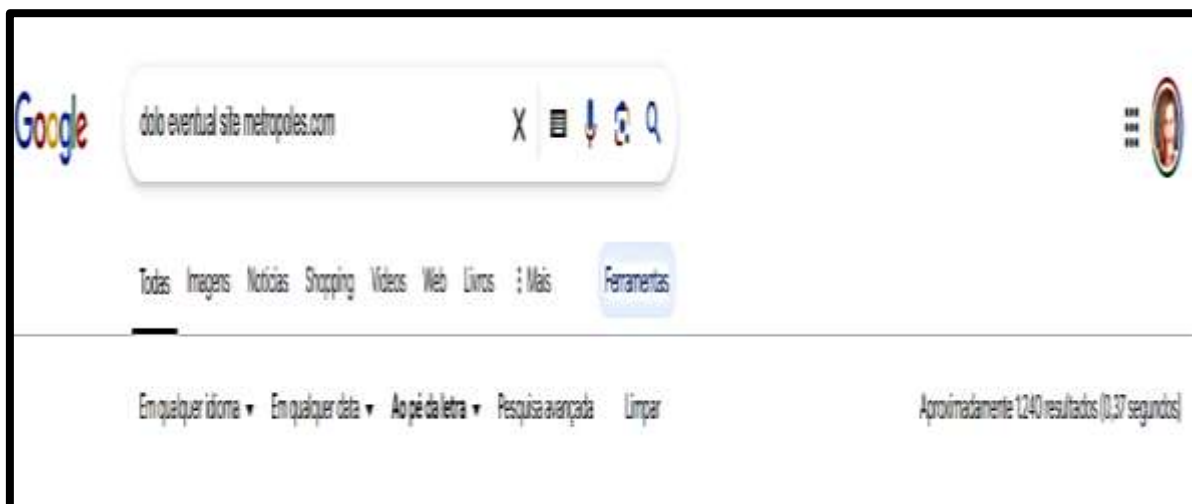 Google dolo eventual site metropoles.com X
Todas Imagens Notícias Shopping Vídeos Web Livros Mais Ferramentas
Em qualquer idioma Em qualquer data Ao pé da letra Pesquisa avançada Limpar Aproximadamente 1.240 resultados (0,37 segundos)